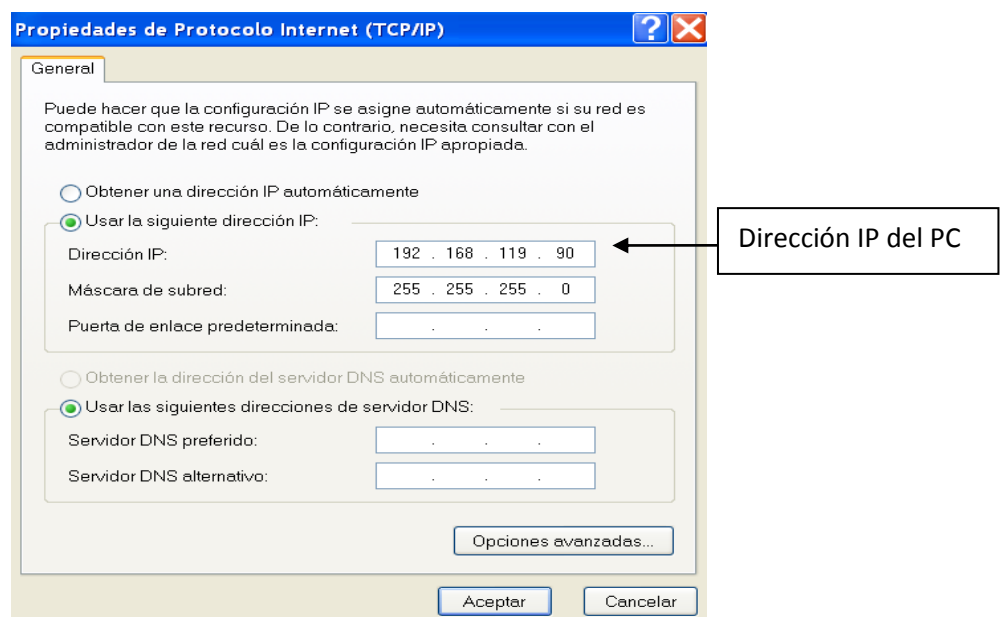 Propiedades de Protocolo Internet (TCP/IP)
General
Puede hacer que la configuración IP se asigne automáticamente si su red es
compatible con este recurso. De lo contrario, necesita consultar con el
administrador de la red cuál es la configuración IP apropiada.
Obtener una dirección IP automáticamente
Usar la siguiente dirección IP:
Dirección IP: 192 . 168 . 119 . 90
Dirección IP del PC
Máscara de subred: 255 . 255 . 255 . 0
Puerta de enlace predeterminada: . . .
Obtener la dirección del servidor DNS automáticamente
Usar las siguientes direcciones de servidor DNS:
Servidor DNS preferido: . . .
Servidor DNS alternativo: . . .
Opciones avanzadas...
Aceptar Cancelar